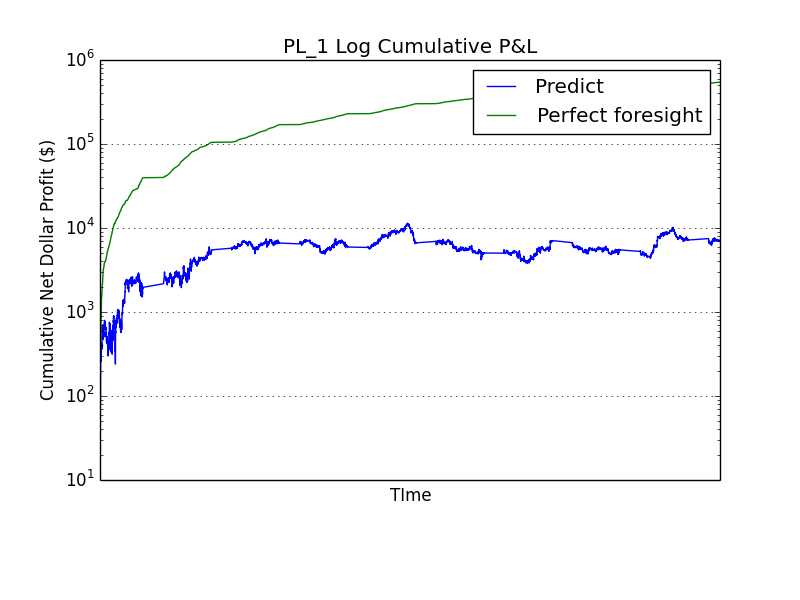 PL_1 Log Cumulative P&L
10^6
10^5
10^4
10^3
10^2
10^1
Cumulative Net Dollar Profit ($)
Predict
Perfect foresight
TIme